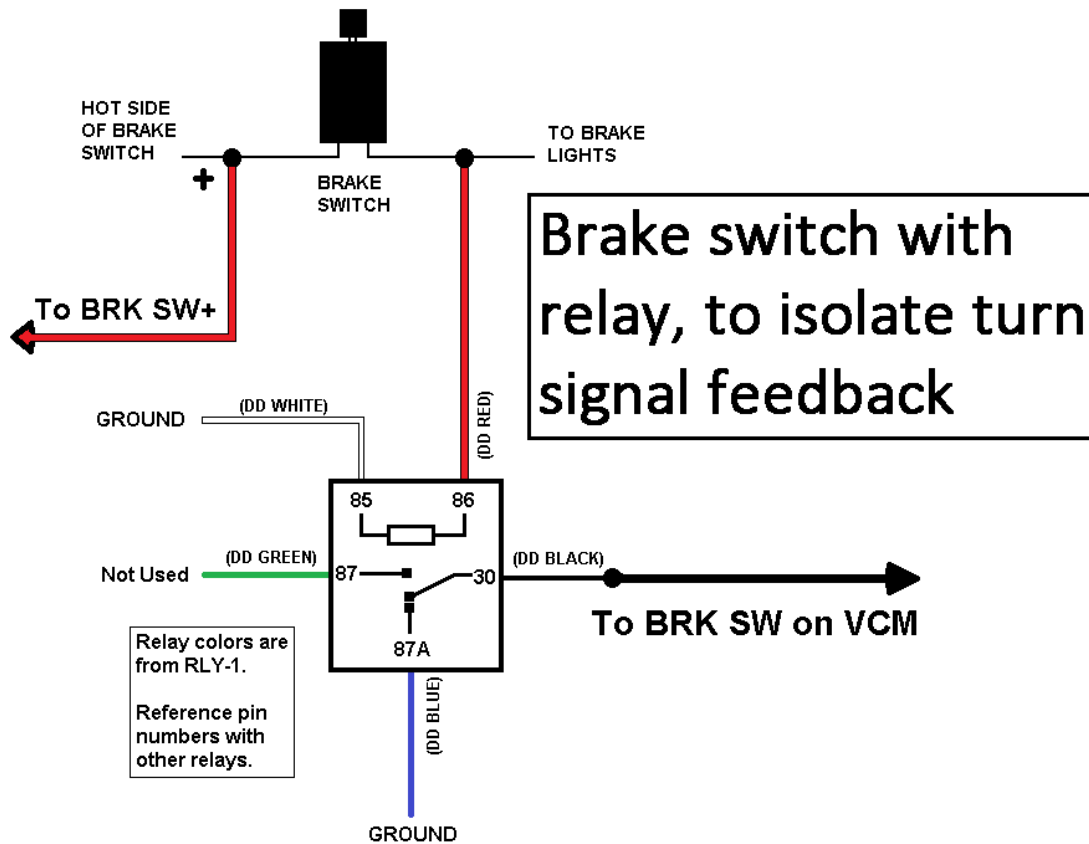 HOT SIDE
OF BRAKE
SWITCH
+
BRAKE
SWITCH
TO BRAKE
LIGHTS
Brake switch with
relay, to isolate turn
signal feedback
To BRK SW+
GROUND
(DD WHITE)
(DD RED)
85
86
Not Used
(DD GREEN)
87
30
(DD BLACK)
To BRK SW on VCM
87A
Relay colors are
from RLY-1.
Reference pin
numbers with
other relays.
(DD BLUE)
GROUND